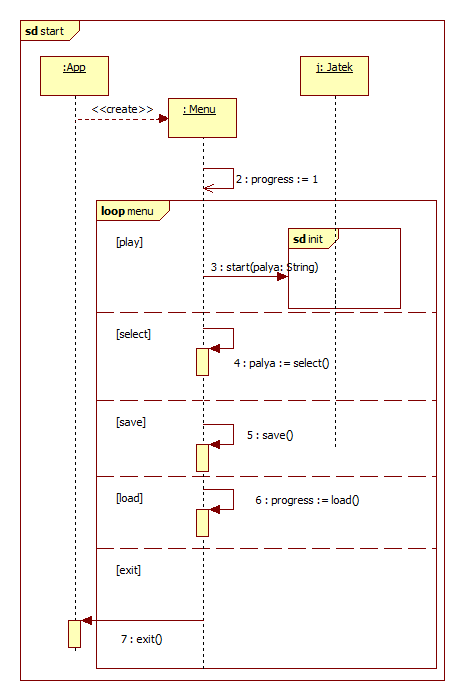 sd start
:App
j: Jatek
<<create>>
: Menu
2 : progress := 1
loop menu
[play]
sd init
3 : start(palya: String)
[select]
4 : palya := select()
[save]
5 : save()
[load]
6 : progress := load()
[exit]
7 : exit()